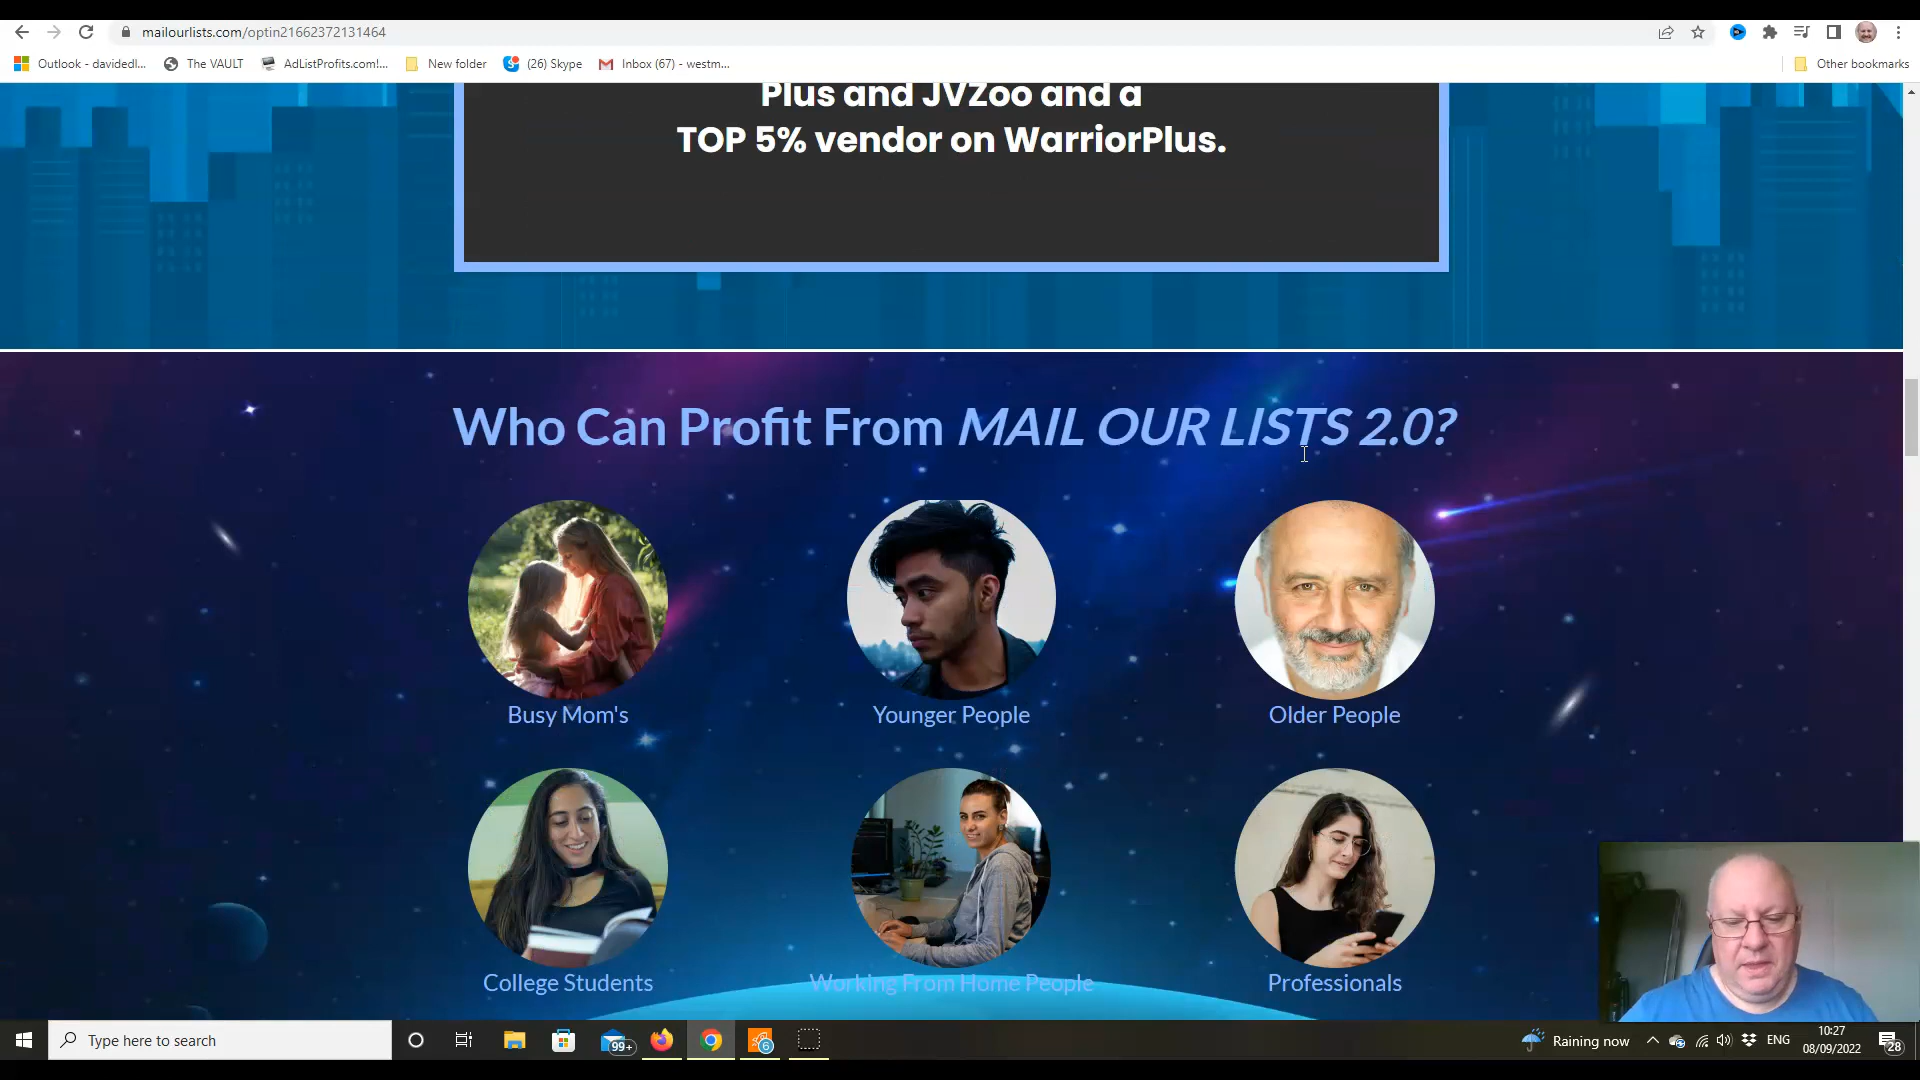 mailourlists.com/optin21662372131464
Outlook - davidedl...
The VAULT
AdListProfits.com!...
New folder
(26) Skype
Inbox (67) - westm...
Other bookmarks
Plus and JVZoo and a
TOP 5% vendor on WarriorPlus.
Who Can Profit From MAIL OUR LISTS 2.0?
Busy Mom's
Younger People
Older People
College Students
Working From Home People
Professionals
Type here to search
99+
6
Raining now
ENG
10:27
08/09/2022
28